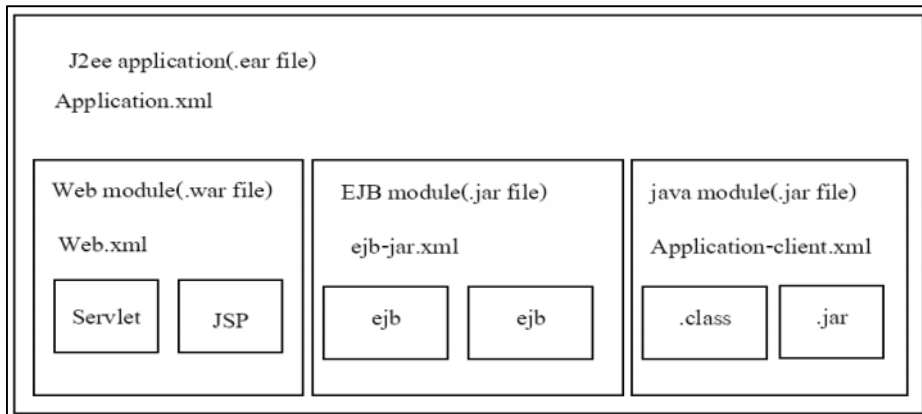 J2ee application(.ear file)
Application.xml
Web module(.war file)
Web.xml
Servlet
JSP
EJB module(.jar file)
ejb-jar.xml
ejb
ejb
java module(.jar file)
Application-client.xml
.class
.jar